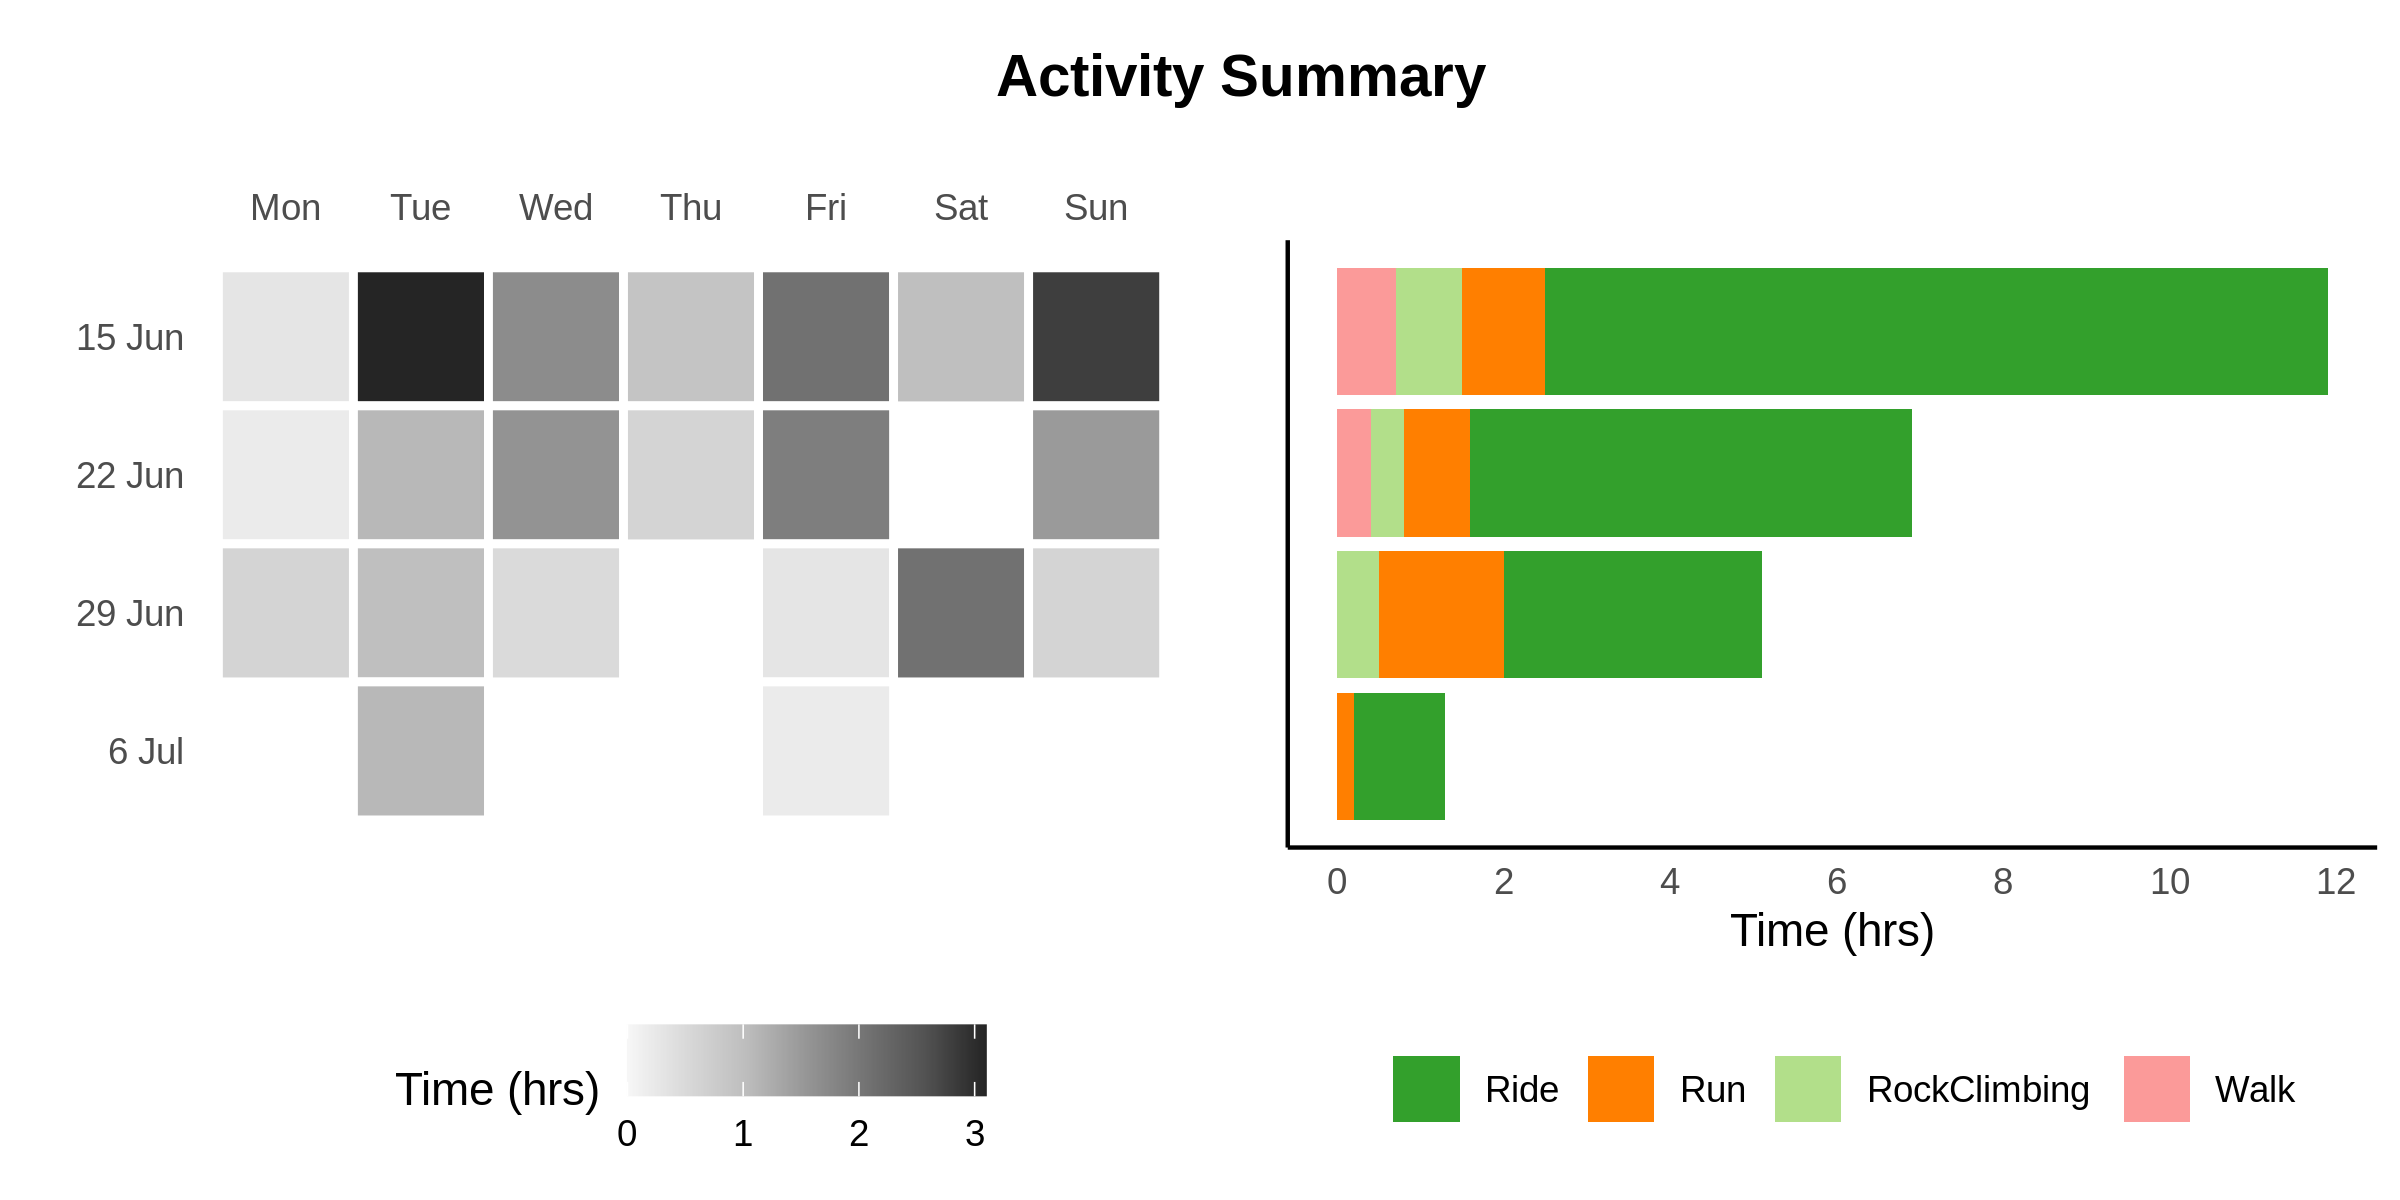 Activity Summary
Mon Tue Wed Thu Fri Sat Sun
15 Jun
22 Jun
29 Jun
6 Jul
Time (hrs)
0 1 2 3
0 2 4 6 8 10 12
Time (hrs)
Ride Run RockClimbing Walk